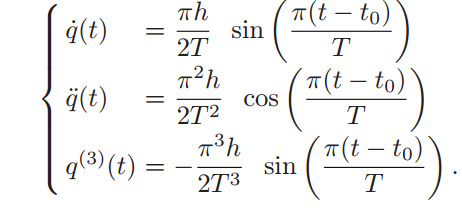 q̇(t) = πh/2T sin (π(t − t₀)/T)
q̈(t) = π²h/2T² cos (π(t − t₀)/T)
q⁽³⁾(t) = − π³h/2T³ sin (π(t − t₀)/T) .